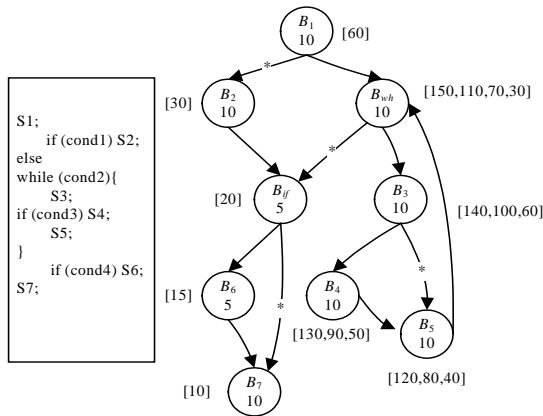 S1;
if (cond1) S2;
else
while (cond2){
S3;
if (cond3) S4;
S5;
}
if (cond4) S6;
S7;
B1
10
[60]
*
[30]
B2
10
Bwh
10
[150,110,70,30]
*
[20]
Bif
5
B3
10
[140,100,60]
[15]
B6
5
*
B4
10
*
[130,90,50]
B5
10
[120,80,40]
[10]
B7
10